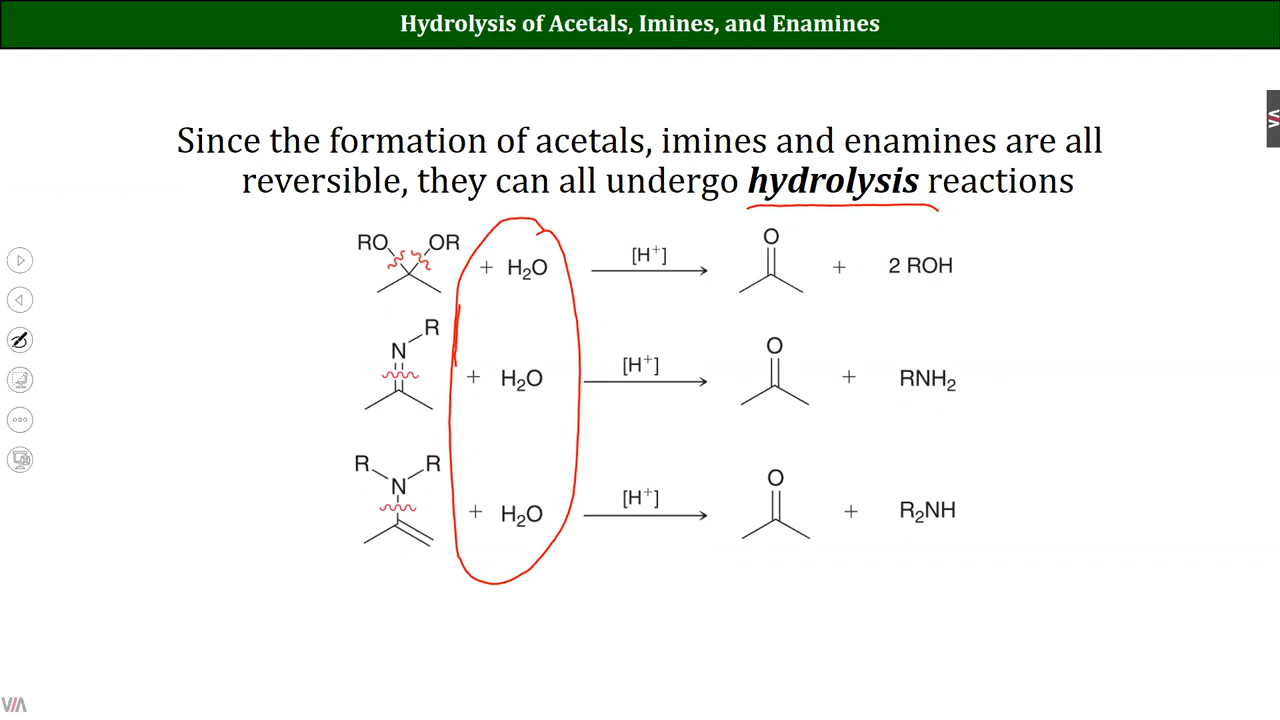 Hydrolysis of Acetals, Imines, and Enamines
Since the formation of acetals, imines and enamines are all
reversible, they can all undergo hydrolysis reactions
RO OR + H₂O [H⁺] O + 2 ROH
N R + H₂O [H⁺] O + RNH₂
R R N + H₂O [H⁺] O + R₂NH
VIA